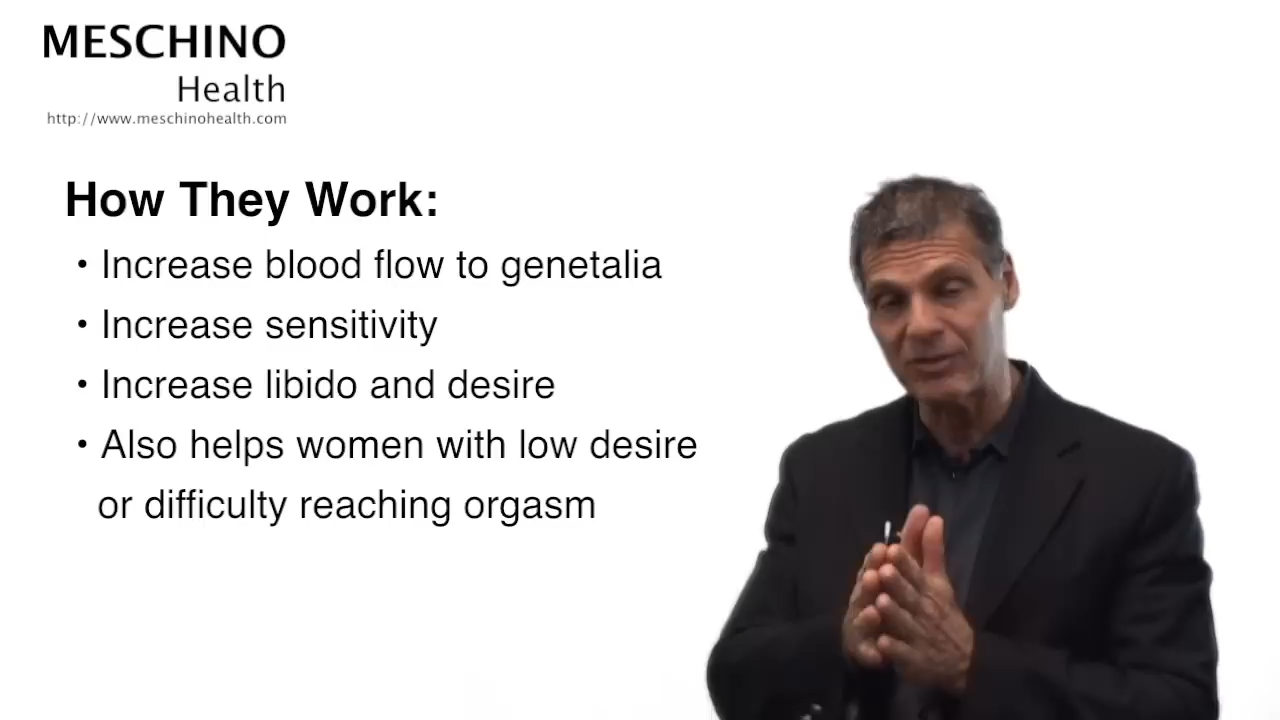 MESCHINO
Health
http://www.meschinohealth.com
How They Work:
• Increase blood flow to genetalia
• Increase sensitivity
• Increase libido and desire
• Also helps women with low desire
or difficulty reaching orgasm